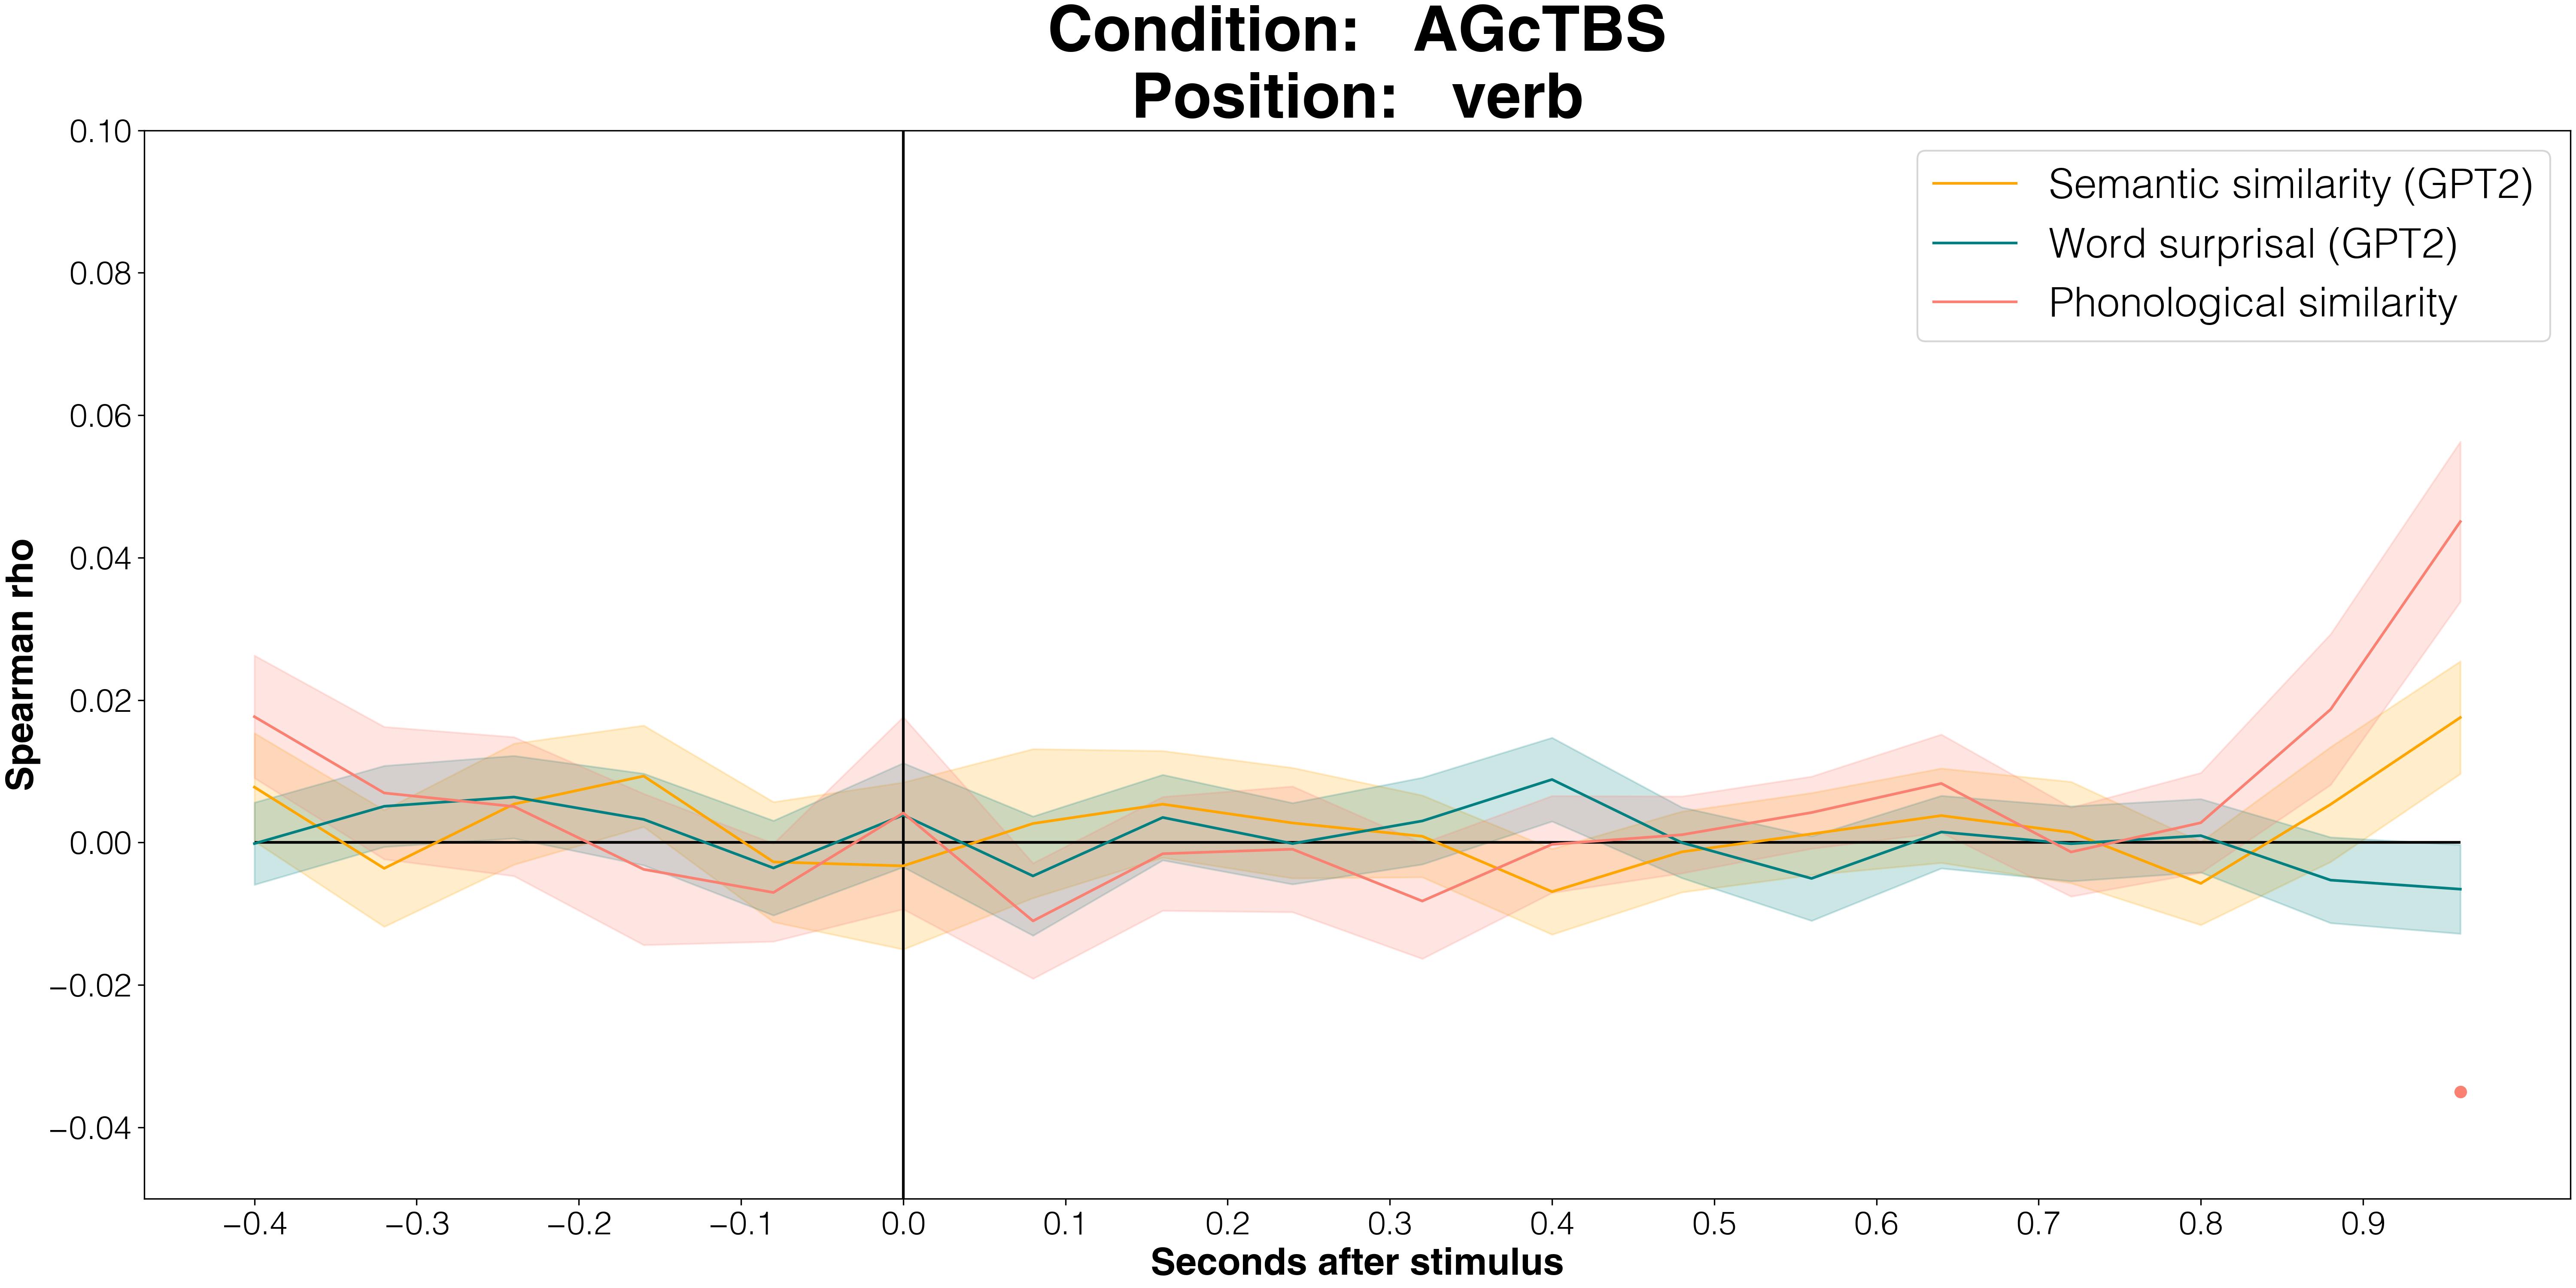 Condition:   AGcTBS
Position:   verb
0.10
0.08
0.06
0.04
0.02
0.00
−0.02
−0.04
Spearman rho
Semantic similarity (GPT2)
Word surprisal (GPT2)
Phonological similarity
−0.4 −0.3 −0.2 −0.1 0.0 0.1 0.2 0.3 0.4 0.5 0.6 0.7 0.8 0.9
Seconds after stimulus